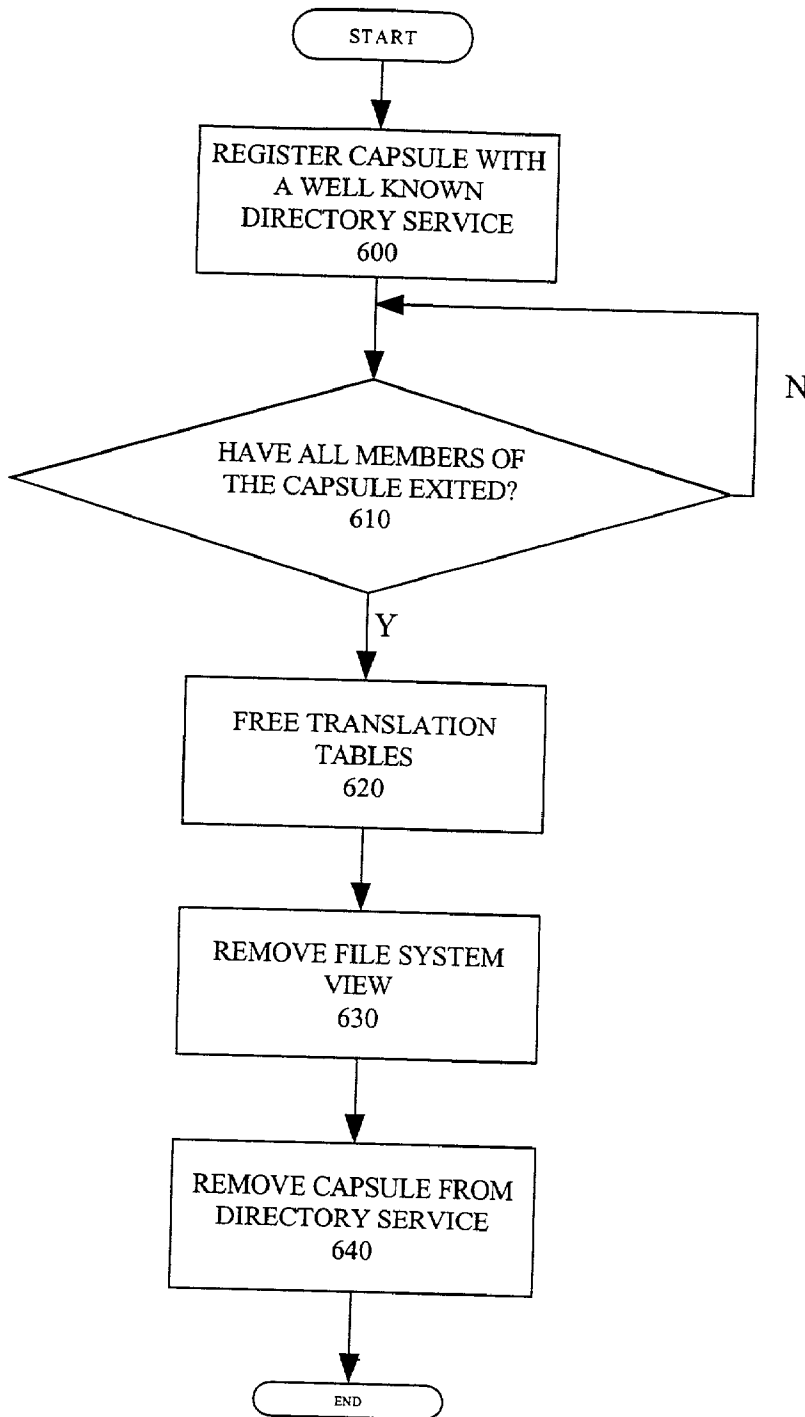 START
REGISTER CAPSULE WITH
A WELL KNOWN
DIRECTORY SERVICE
600
N
HAVE ALL MEMBERS OF
THE CAPSULE EXITED?
610
Y
FREE TRANSLATION
TABLES
620
REMOVE FILE SYSTEM
VIEW
630
REMOVE CAPSULE FROM
DIRECTORY SERVICE
640
END